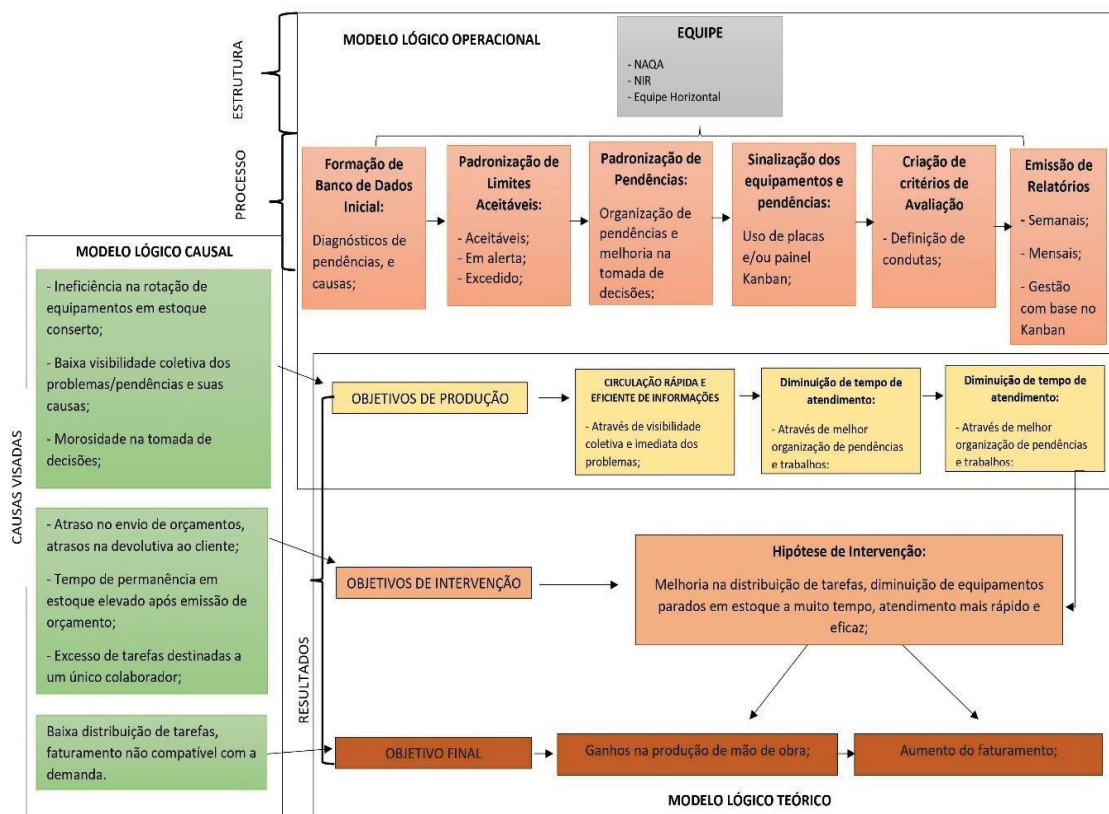 MODELO LÓGICO OPERACIONAL
EQUIPE
- NAQA
- NIR
- Equipe Horizontal
ESTRUTURA
PROCESSO
Formação de
Banco de Dados
Inicial:
Diagnósticos de
pendências, e
causas;
Padronização de
Limites
Aceitáveis:
- Aceitáveis;
- Em alerta;
- Excedido;
Padronização de
Pendências:
Organização de
pendências e
melhoria na
tomada de
decisões;
Sinalização dos
equipamentos e
pendências:
Uso de placas
e/ou painel
Kanban;
Criação de
critérios de
Avaliação
- Definição de
condutas;
Emissão de
Relatórios
- Semanais;
- Mensais;
- Gestão
com base no
Kanban
MODELO LÓGICO CAUSAL
CAUSAS VISADAS
- Ineficiência na rotação de
equipamentos em estoque
conserto;
- Baixa visibilidade coletiva dos
problemas/pendências e suas
causas;
- Morosidade na tomada de
decisões;
- Atraso no envio de orçamentos,
atrasos na devolutiva ao cliente;
- Tempo de permanência em
estoque elevado após emissão de
orçamento;
- Excesso de tarefas destinadas a
um único colaborador;
Baixa distribuição de tarefas,
faturamento não compatível com a
demanda.
RESULTADOS
OBJETIVOS DE PRODUÇÃO
CIRCULAÇÃO RÁPIDA E
EFICIENTE DE INFORMAÇÕES
- Através de visibilidade
coletiva e imediata dos
problemas;
Diminuição de tempo de
atendimento:
- Através de melhor
organização de pendências
e trabalhos:
Diminuição de tempo de
atendimento:
- Através de melhor
organização de pendências
e trabalhos:
OBJETIVOS DE INTERVENÇÃO
Hipótese de Intervenção:
Melhoria na distribuição de tarefas, diminuição de equipamentos
parados em estoque a muito tempo, atendimento mais rápido e
eficaz;
OBJETIVO FINAL
Ganhos na produção de mão de obra;
Aumento do faturamento;
MODELO LÓGICO TEÓRICO